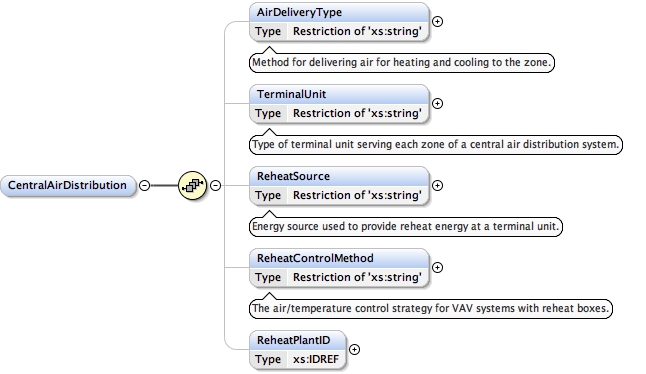 AirDeliveryType
Type Restriction of 'xs:string'
Method for delivering air for heating and cooling to the zone.
TerminalUnit
Type Restriction of 'xs:string'
Type of terminal unit serving each zone of a central air distribution system.
CentralAirDistribution
ReheatSource
Type Restriction of 'xs:string'
Energy source used to provide reheat energy at a terminal unit.
ReheatControlMethod
Type Restriction of 'xs:string'
The air/temperature control strategy for VAV systems with reheat boxes.
ReheatPlantID
Type xs:IDREF